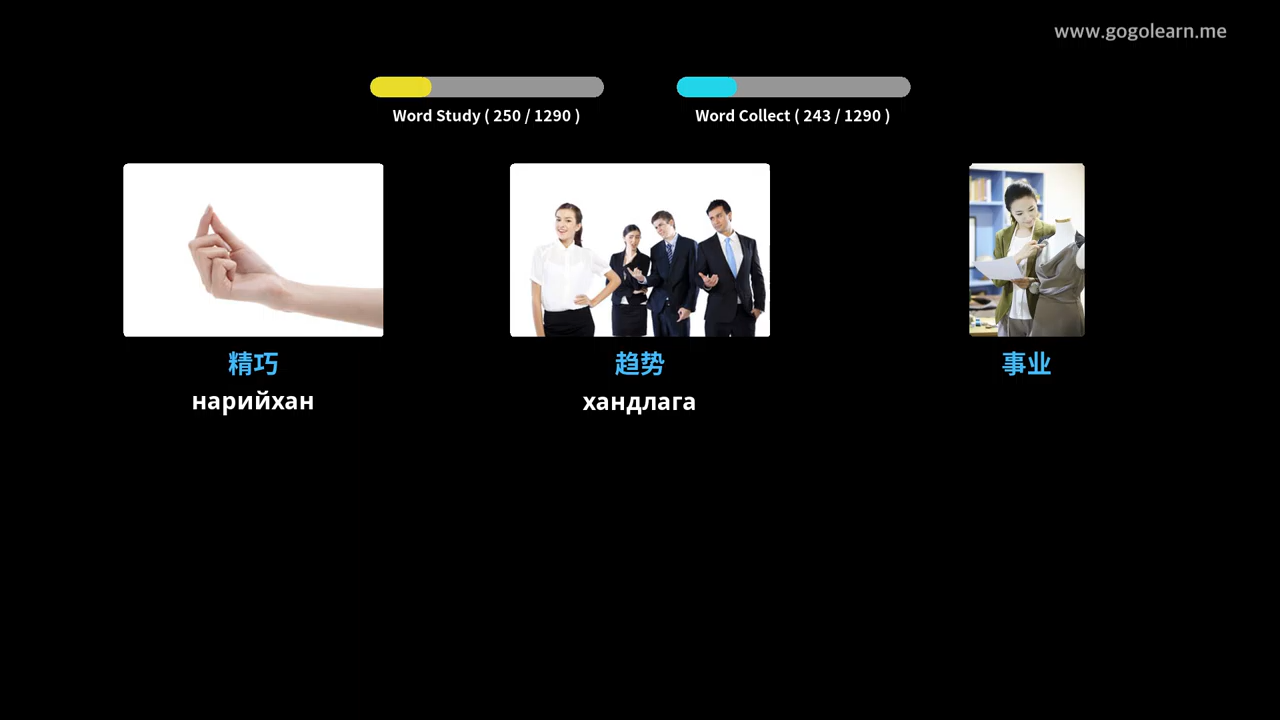 www.gogolearn.me
Word Study ( 250 / 1290 )
Word Collect ( 243 / 1290 )
精巧
趋势
事业
нарийхан
хандлага